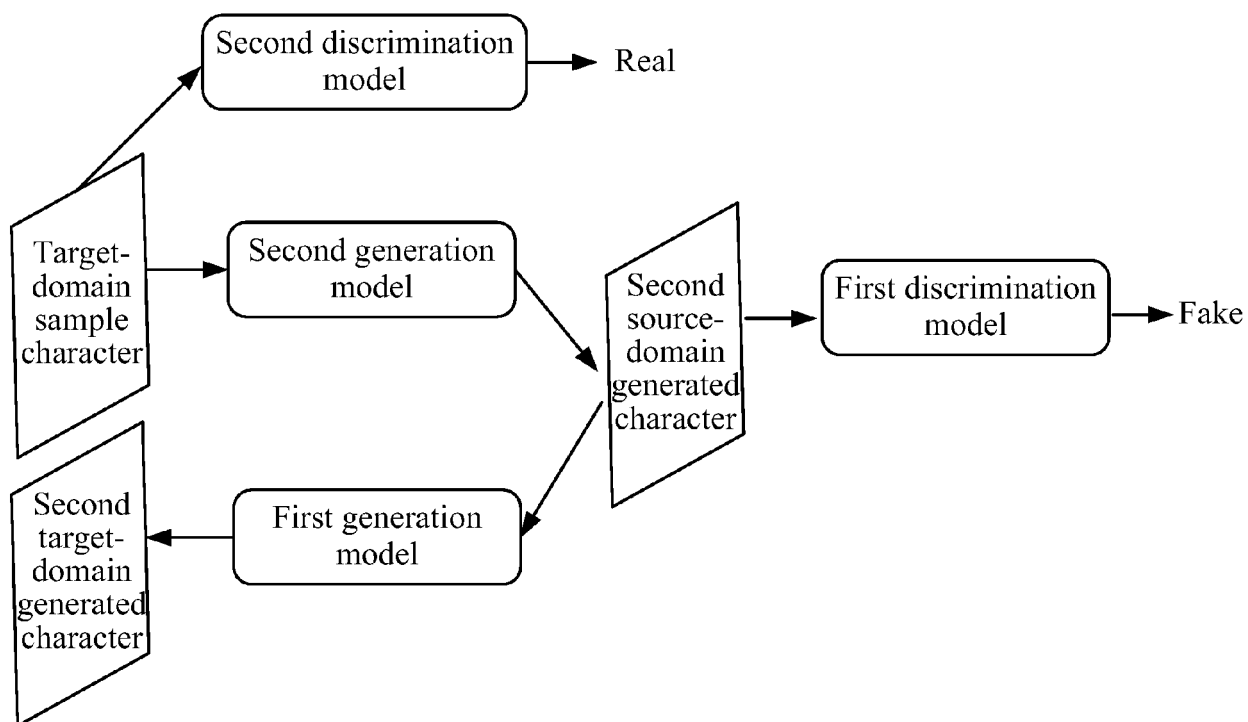 Second discrimination
model
Real
Target-
domain
sample
character
Second generation
model
Second
source-
domain
generated
character
First discrimination
model
Fake
Second
target-
domain
generated
character
First generation
model